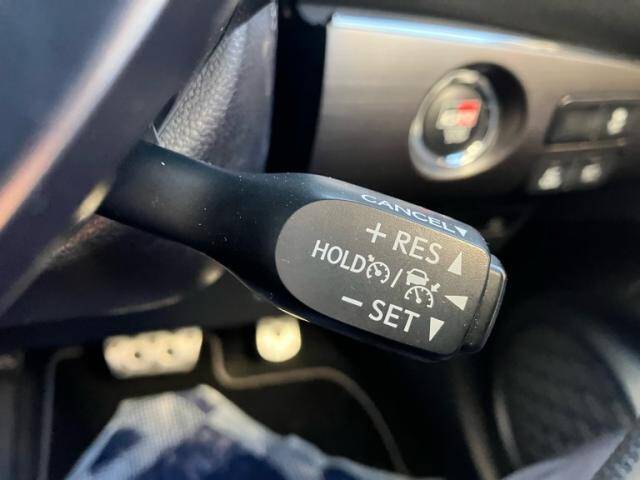 CANCEL▼
+ RES ▲
HOLD / ◀
− SET ▼